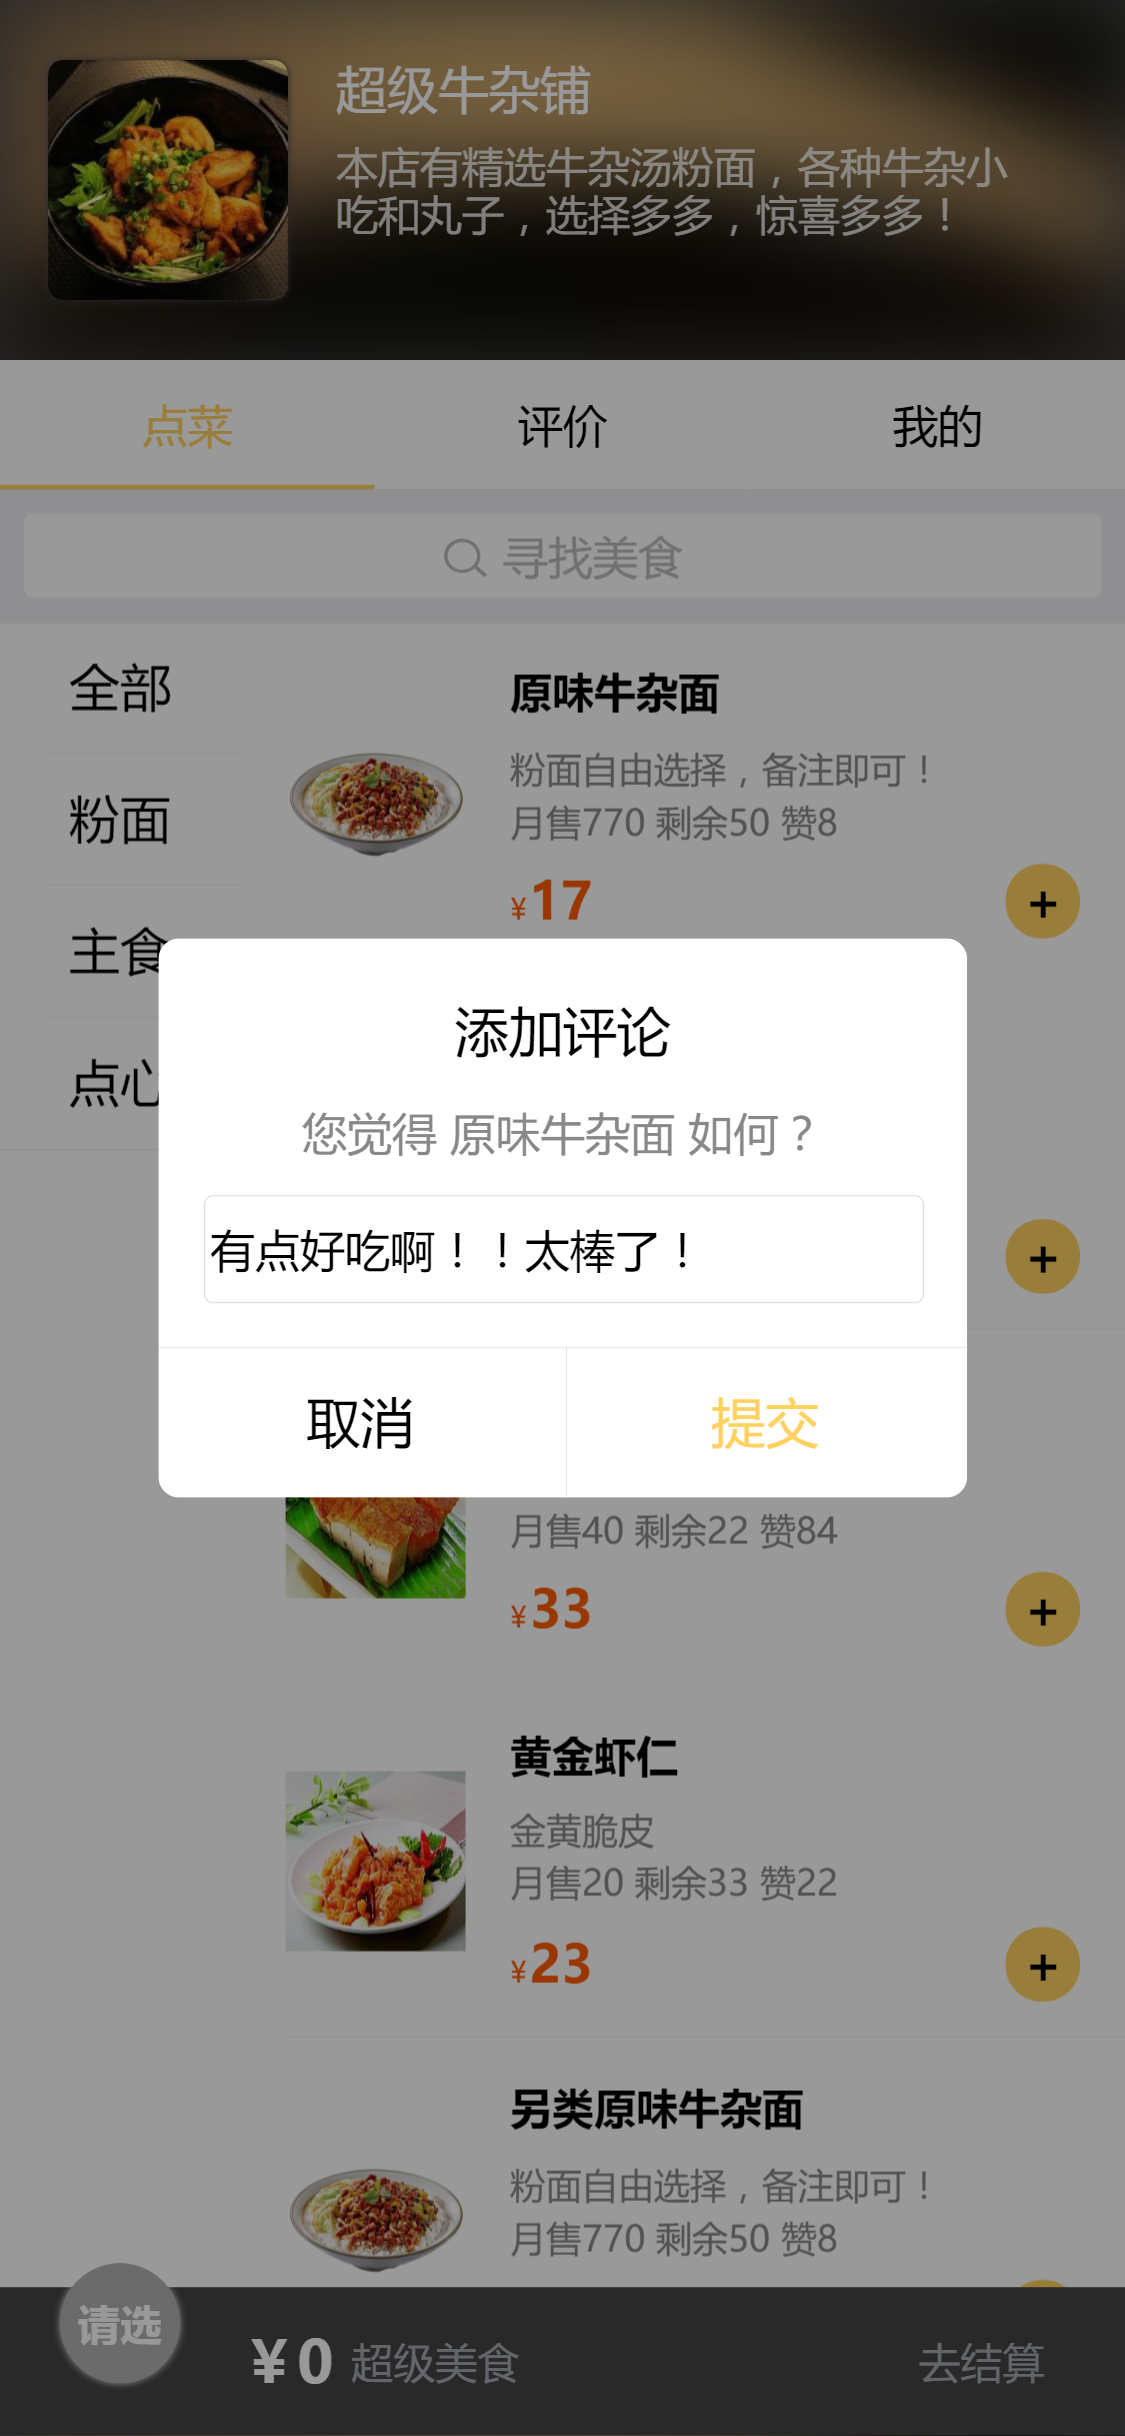 超级牛杂铺
本店有精选牛杂汤粉面，各种牛杂小
吃和丸子，选择多多，惊喜多多！
点菜 评价 我的
寻找美食
全部
粉面
主食
点心
原味牛杂面
粉面自由选择，备注即可！
月售770 剩余50 赞8
¥17
+
添加评论
您觉得 原味牛杂面 如何？
有点好吃啊！！太棒了！
取消 提交
+
月售40 剩余22 赞84
¥33
+
黄金虾仁
金黄脆皮
月售20 剩余33 赞22
¥23
+
另类原味牛杂面
粉面自由选择，备注即可！
月售770 剩余50 赞8
请选
¥0 超级美食 去结算